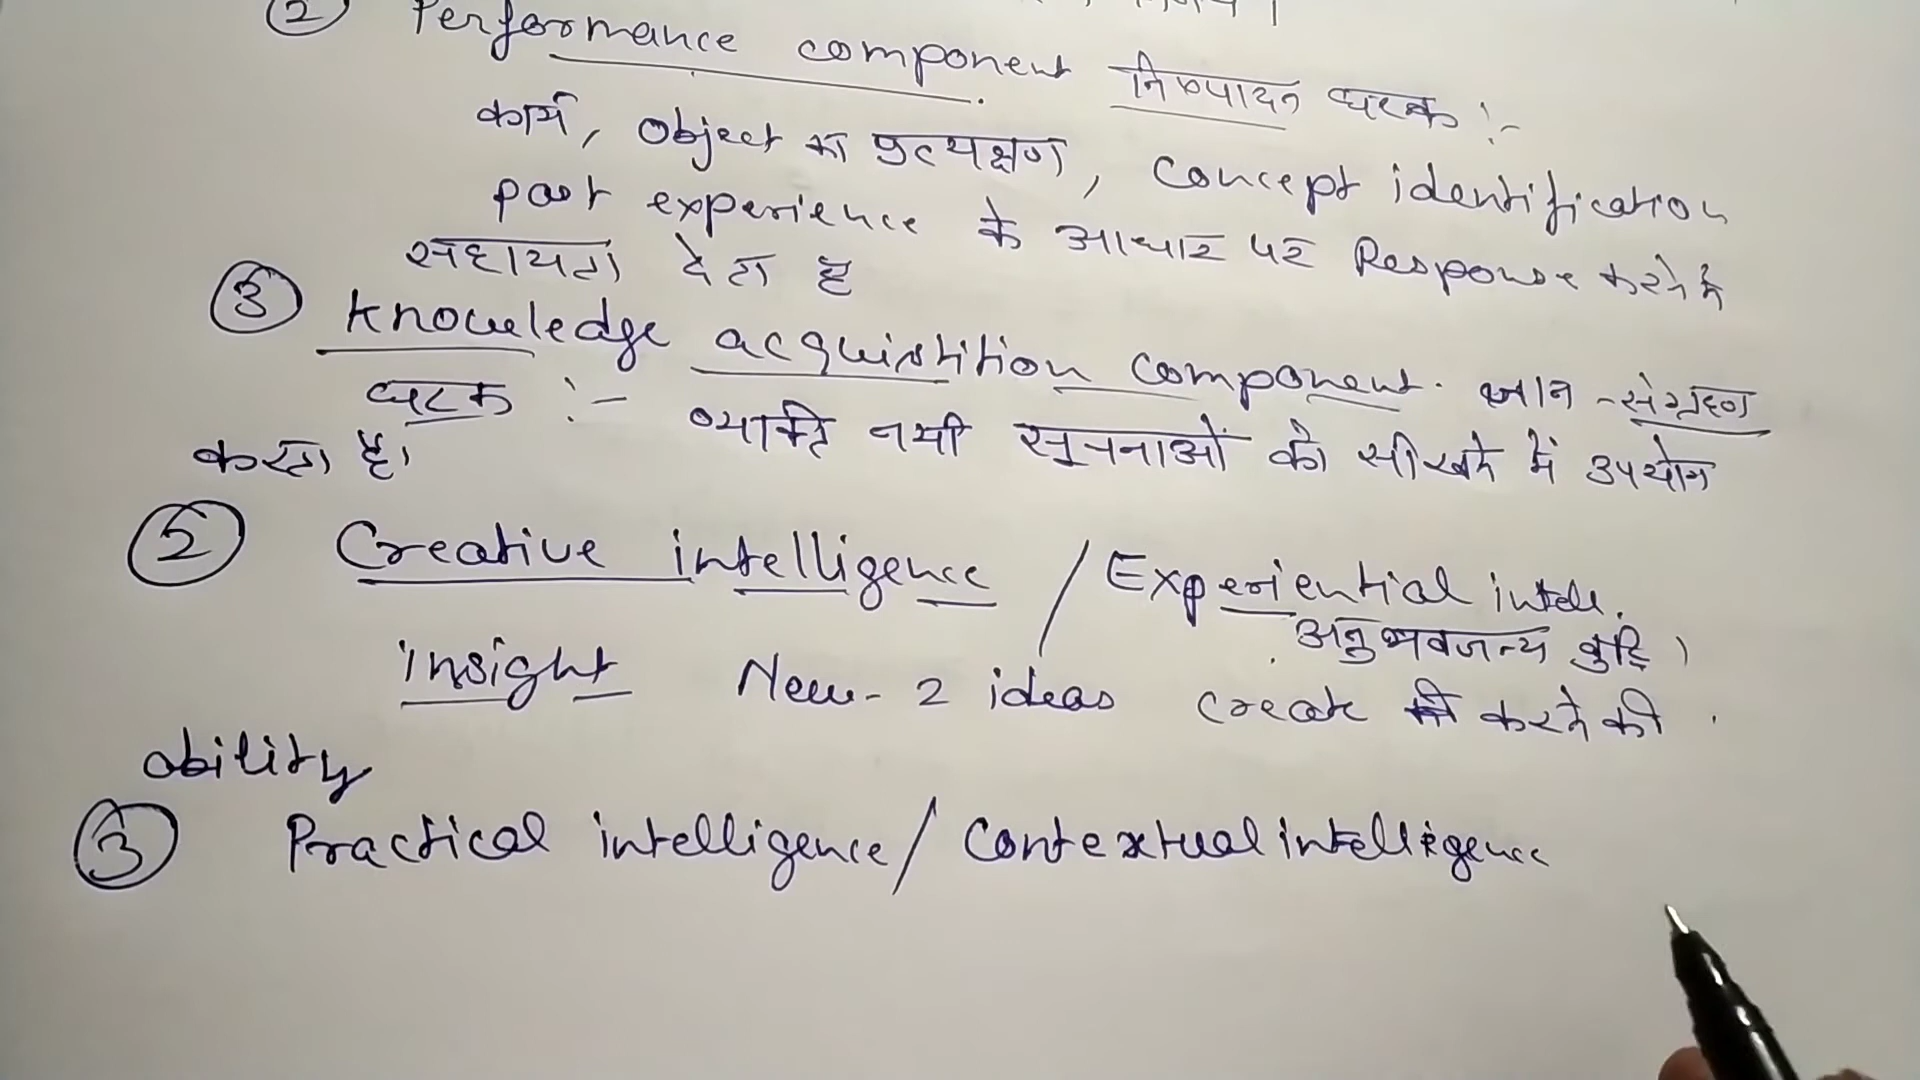 ② Performance component निष्पादन घटक :-
कार्य, object का प्रत्यक्षण, concept identification
past experience के आधार पर Response करने में
सहायता देता है
③ knowledge acquisition component. ज्ञान-संग्रहण
घटक :- व्यक्ति नयी सूचनाओं को सीखने में उपयोग
करता है।
② Creative intelligence / Experiential intell.
अनुभवजन्य बुद्धि।
insight New-2 ideas create करने की
ability
③ Practical intelligence / Contextual intelligence